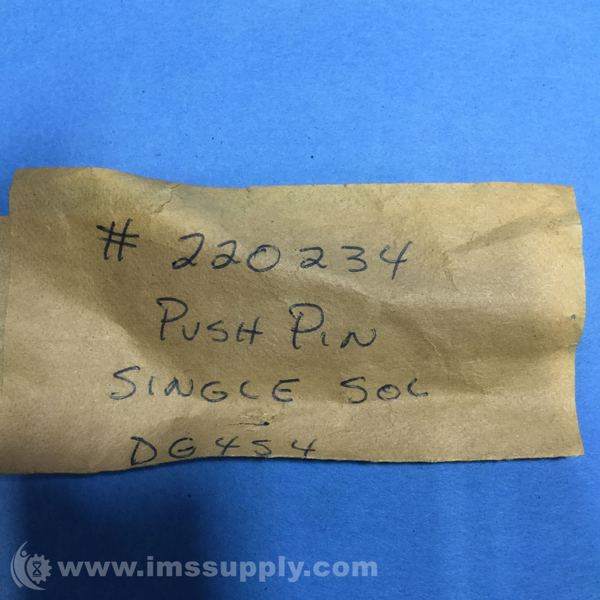 # 220234
PUSH PIN
SINGLE SOL
DG4S4
www.imssupply.com